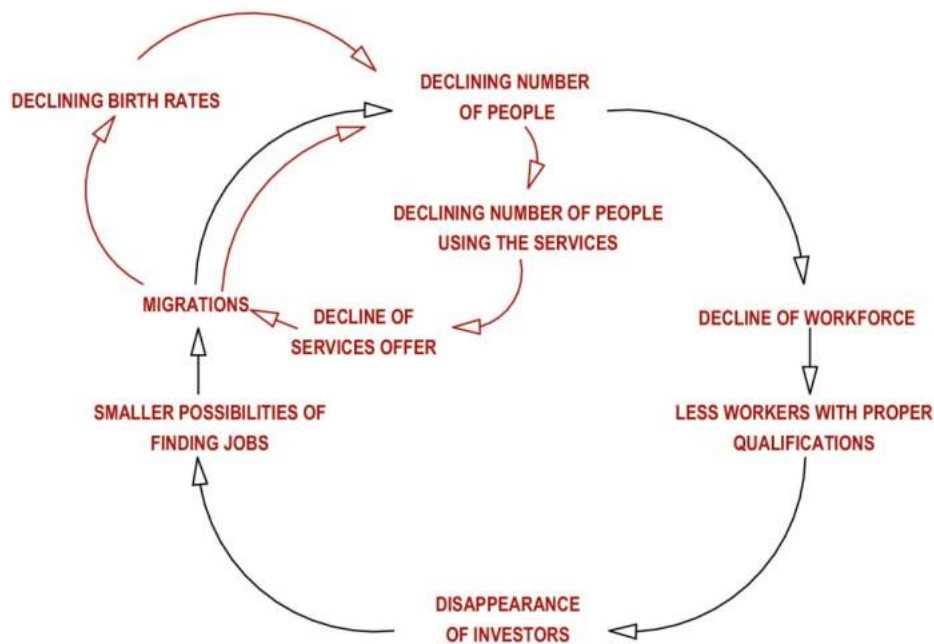 DECLINING NUMBER
OF PEOPLE
DECLINING BIRTH RATES
DECLINING NUMBER OF PEOPLE
USING THE SERVICES
MIGRATIONS
DECLINE OF
SERVICES OFFER
DECLINE OF WORKFORCE
SMALLER POSSIBILITIES OF
FINDING JOBS
LESS WORKERS WITH PROPER
QUALIFICATIONS
DISAPPEARANCE
OF INVESTORS